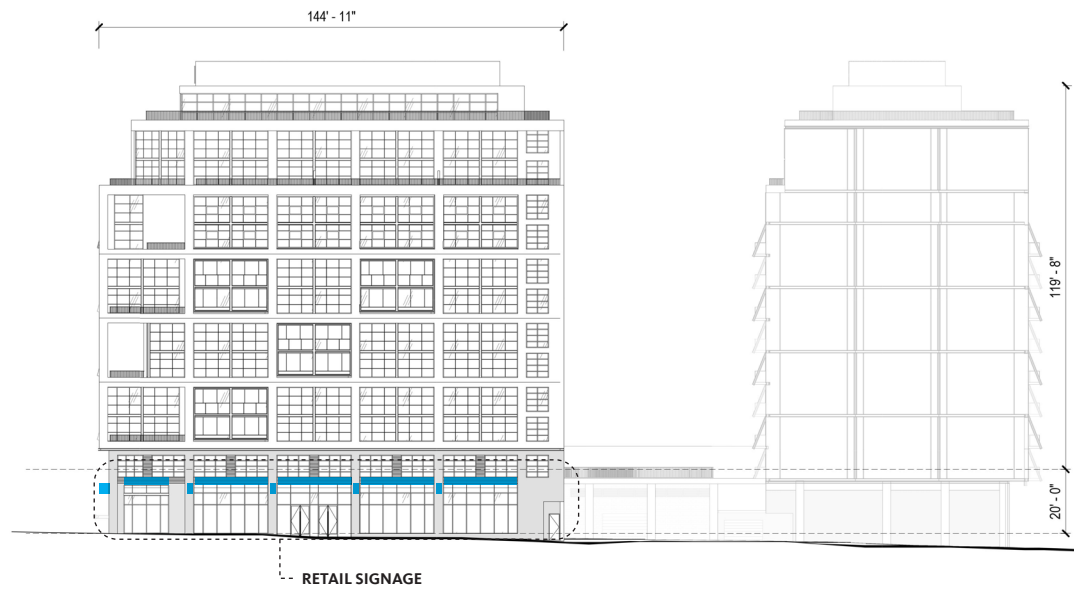 144' - 11"
119' - 8"
20' - 0"
RETAIL SIGNAGE